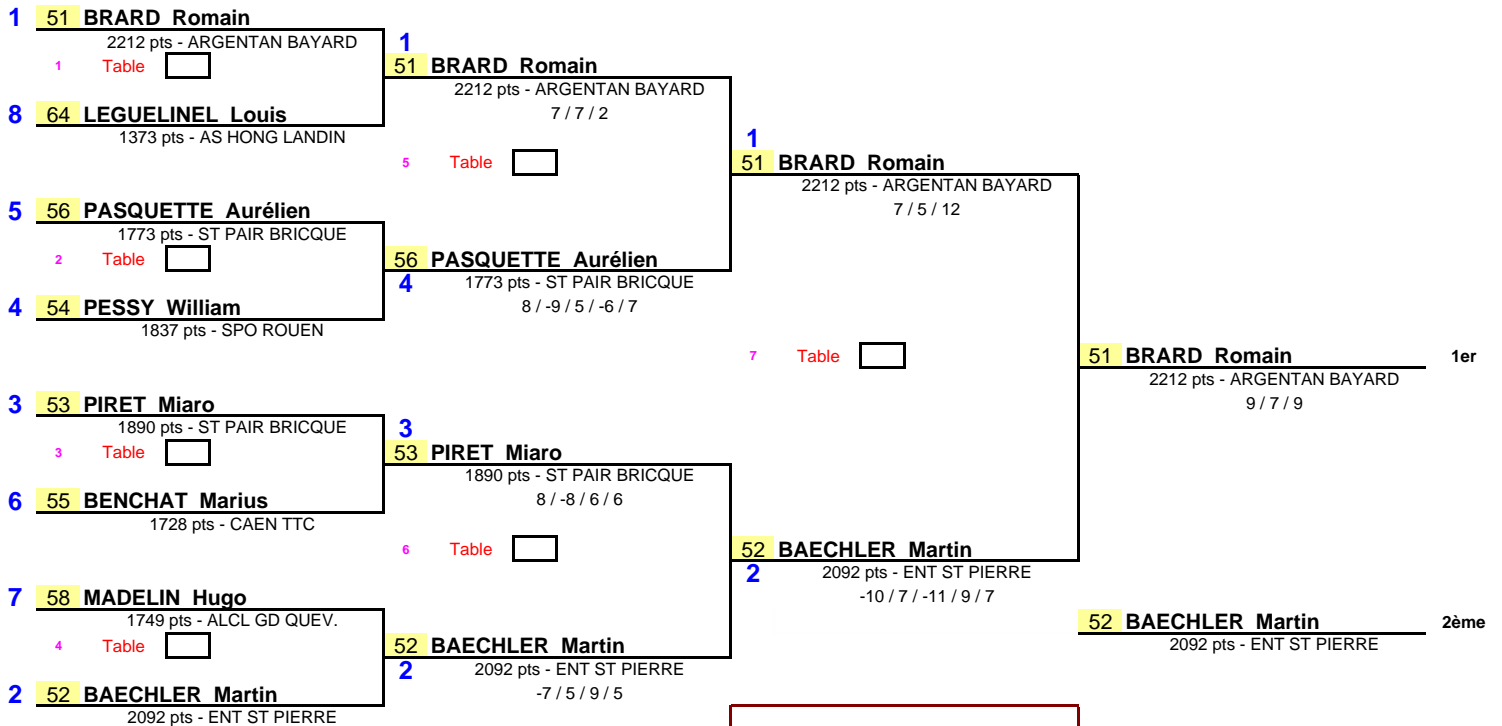 1 51 BRARD Romain
2212 pts - ARGENTAN BAYARD
1 Table
8 64 LEGUELINEL Louis
1373 pts - AS HONG LANDIN
5 56 PASQUETTE Aurélien
1773 pts - ST PAIR BRICQUE
2 Table
4 54 PESSY William
1837 pts - SPO ROUEN
3 53 PIRET Miaro
1890 pts - ST PAIR BRICQUE
3 Table
6 55 BENCHAT Marius
1728 pts - CAEN TTC
7 58 MADELIN Hugo
1749 pts - ALCL GD QUEV.
4 Table
2 52 BAECHLER Martin
2092 pts - ENT ST PIERRE
1
51 BRARD Romain
2212 pts - ARGENTAN BAYARD
7 / 7 / 2
5 Table
56 PASQUETTE Aurélien
4
1773 pts - ST PAIR BRICQUE
8 / -9 / 5 / -6 / 7
3
53 PIRET Miaro
1890 pts - ST PAIR BRICQUE
8 / -8 / 6 / 6
6 Table
52 BAECHLER Martin
2
2092 pts - ENT ST PIERRE
-7 / 5 / 9 / 5
1
51 BRARD Romain
2212 pts - ARGENTAN BAYARD
7 / 5 / 12
7 Table
52 BAECHLER Martin
2
2092 pts - ENT ST PIERRE
-10 / 7 / -11 / 9 / 7
51 BRARD Romain 1er
2212 pts - ARGENTAN BAYARD
9 / 7 / 9
52 BAECHLER Martin 2ème
2092 pts - ENT ST PIERRE